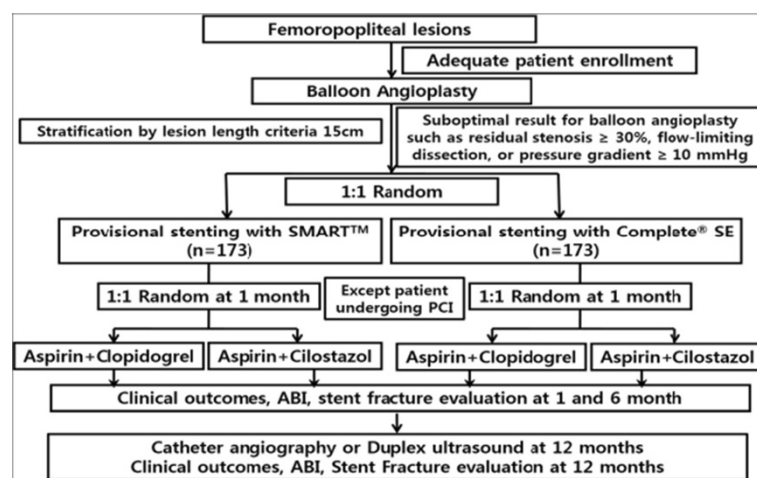 Femoropopliteal lesions
Adequate patient enrollment
Balloon Angioplasty
Stratification by lesion length criteria 15cm
Suboptimal result for balloon angioplasty
such as residual stenosis ≥ 30%, flow-limiting
dissection, or pressure gradient ≥ 10 mmHg
1:1 Random
Provisional stenting with SMART™
(n=173)
Provisional stenting with Complete® SE
(n=173)
1:1 Random at 1 month
Except patient
undergoing PCI
1:1 Random at 1 month
Aspirin+Clopidogrel
Aspirin+Cilostazol
Aspirin+Clopidogrel
Aspirin+Cilostazol
Clinical outcomes, ABI, stent fracture evaluation at 1 and 6 month
Catheter angiography or Duplex ultrasound at 12 months
Clinical outcomes, ABI, Stent Fracture evaluation at 12 months